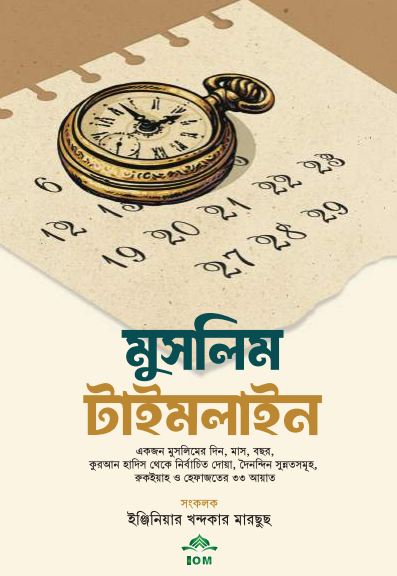 6
12 15
19 20 21 22 23
27 28 29
মুসলিম
টাইমলাইন
একজন মুসলিমের দিন, মাস, বছর,
কুরআন হাদিস থেকে নির্বাচিত দোয়া, দৈনন্দিন সুন্নতসমূহ,
রুকইয়াহ ও হেফাজতের ৩৩ আয়াত
সংকলক
ইঞ্জিনিয়ার খন্দকার মারছুছ
IOM